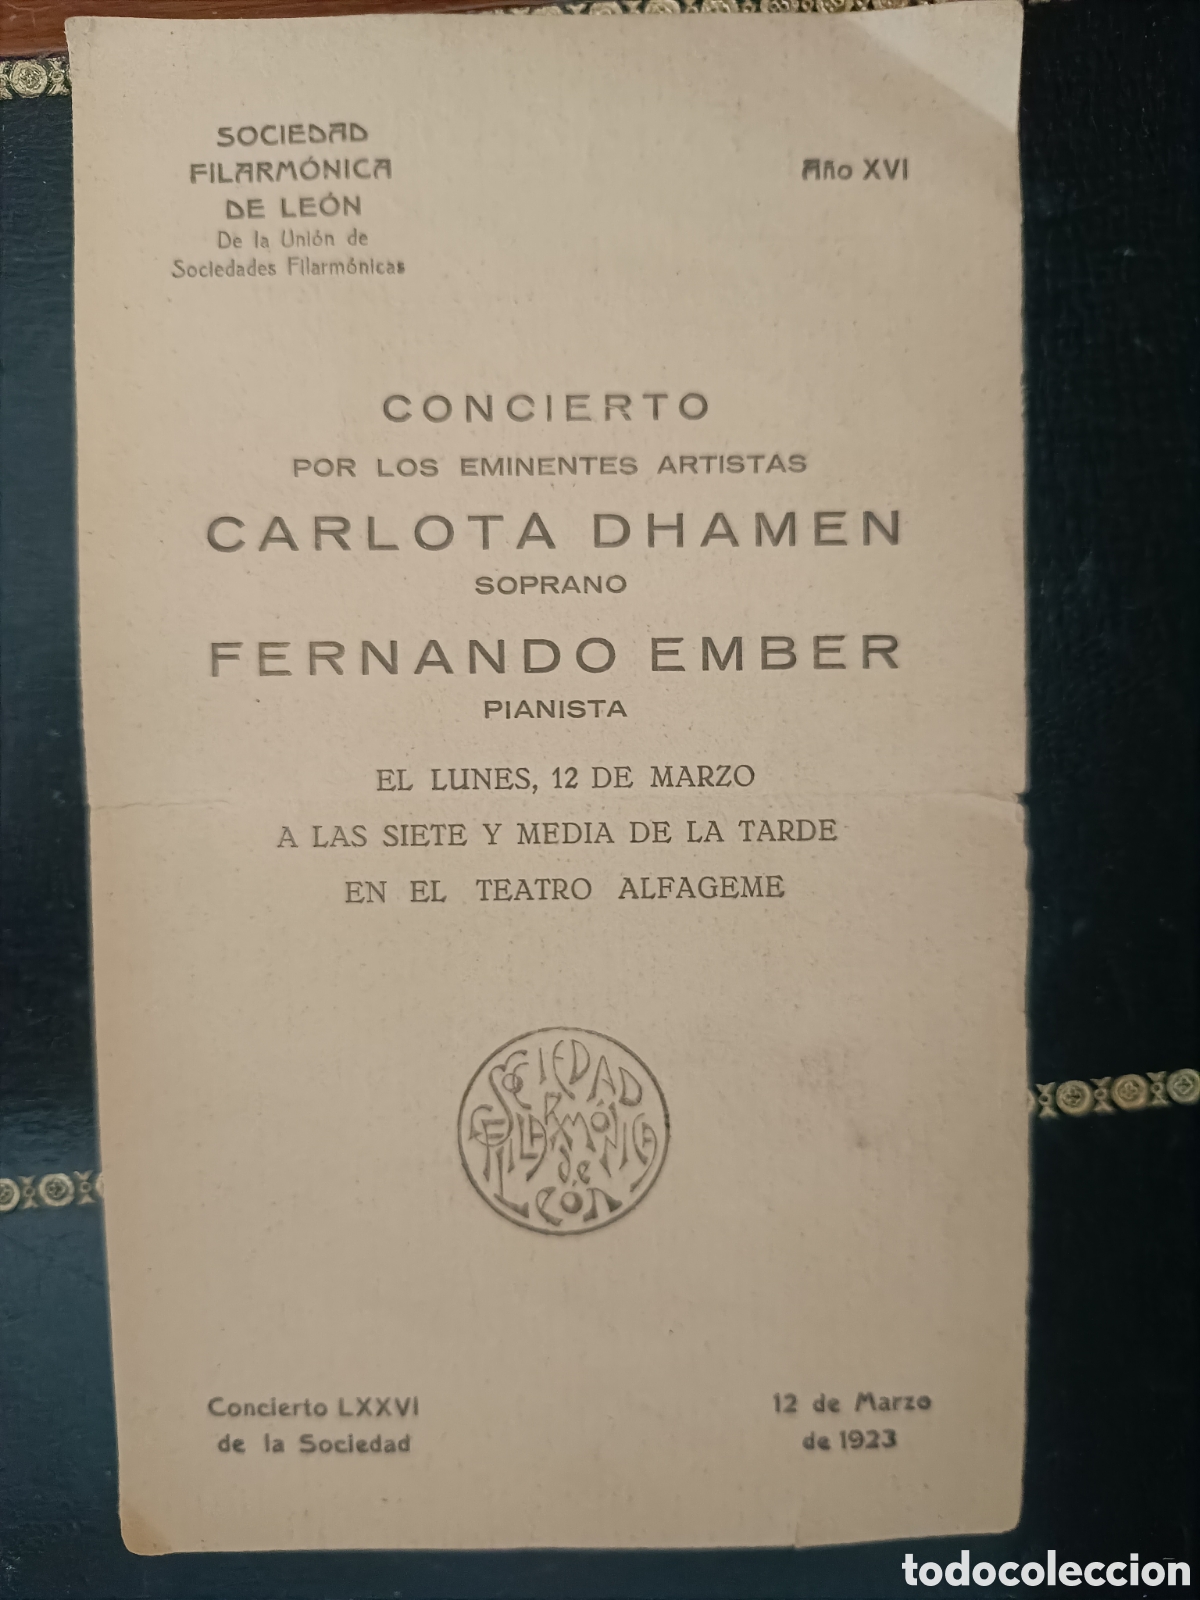 SOCIEDAD
FILARMÓNICA
DE LEÓN
De la Unión de
Sociedades Filarmónicas
Año XVI
CONCIERTO
POR LOS EMINENTES ARTISTAS
CARLOTA DHAMEN
SOPRANO
FERNANDO EMBER
PIANISTA
EL LUNES, 12 DE MARZO
A LAS SIETE Y MEDIA DE LA TARDE
EN EL TEATRO ALFAGEME
SOCIEDAD
FILARMÓNICA
de
LEÓN
Concierto LXXVI
de la Sociedad
12 de Marzo
de 1923
todocoleccion